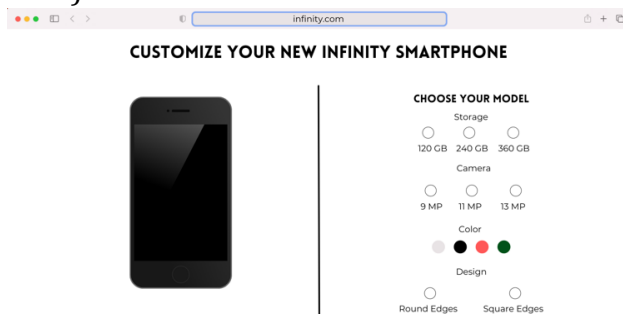 infinity.com
CUSTOMIZE YOUR NEW INFINITY SMARTPHONE
CHOOSE YOUR MODEL
Storage
120 GB 240 GB 360 GB
Camera
9 MP 11 MP 13 MP
Color
Design
Round Edges Square Edges